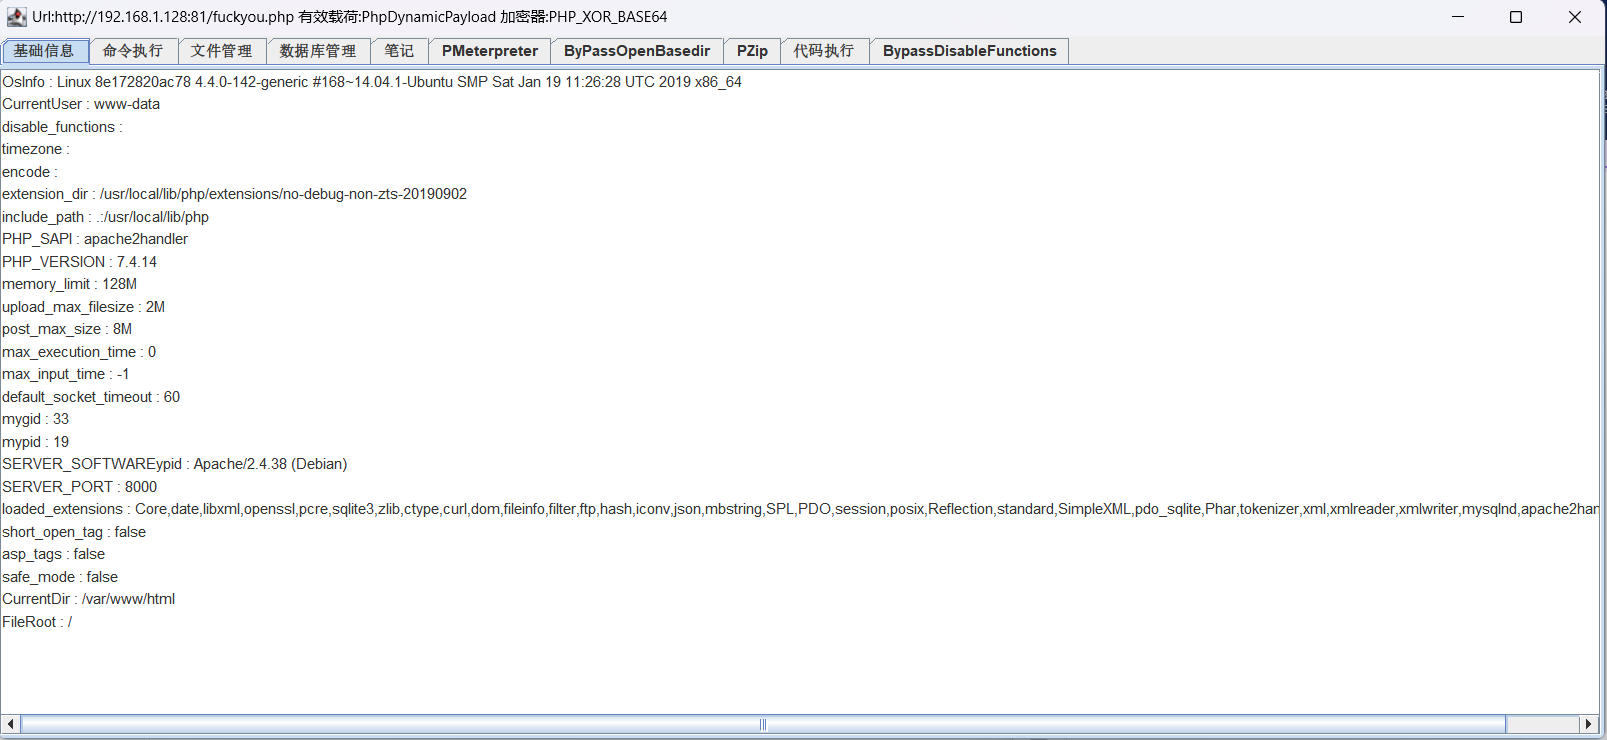 Url:http://192.168.1.128:81/fuckyou.php 有效载荷:PhpDynamicPayload 加密器:PHP_XOR_BASE64
基础信息 命令执行 文件管理 数据库管理 笔记 PMeterpreter ByPassOpenBasedir PZip 代码执行 BypassDisableFunctions
OsInfo : Linux 8e172820ac78 4.4.0-142-generic #168~14.04.1-Ubuntu SMP Sat Jan 19 11:26:28 UTC 2019 x86_64
CurrentUser : www-data
disable_functions :
timezone :
encode :
extension_dir : /usr/local/lib/php/extensions/no-debug-non-zts-20190902
include_path : .:/usr/local/lib/php
PHP_SAPI : apache2handler
PHP_VERSION : 7.4.14
memory_limit : 128M
upload_max_filesize : 2M
post_max_size : 8M
max_execution_time : 0
max_input_time : -1
default_socket_timeout : 60
mygid : 33
mypid : 19
SERVER_SOFTWAREypid : Apache/2.4.38 (Debian)
SERVER_PORT : 8000
loaded_extensions : Core,date,libxml,openssl,pcre,sqlite3,zlib,ctype,curl,dom,fileinfo,filter,ftp,hash,iconv,json,mbstring,SPL,PDO,session,posix,Reflection,standard,SimpleXML,pdo_sqlite,Phar,tokenizer,xml,xmlreader,xmlwriter,mysqlnd,apache2han
short_open_tag : false
asp_tags : false
safe_mode : false
CurrentDir : /var/www/html
FileRoot : /